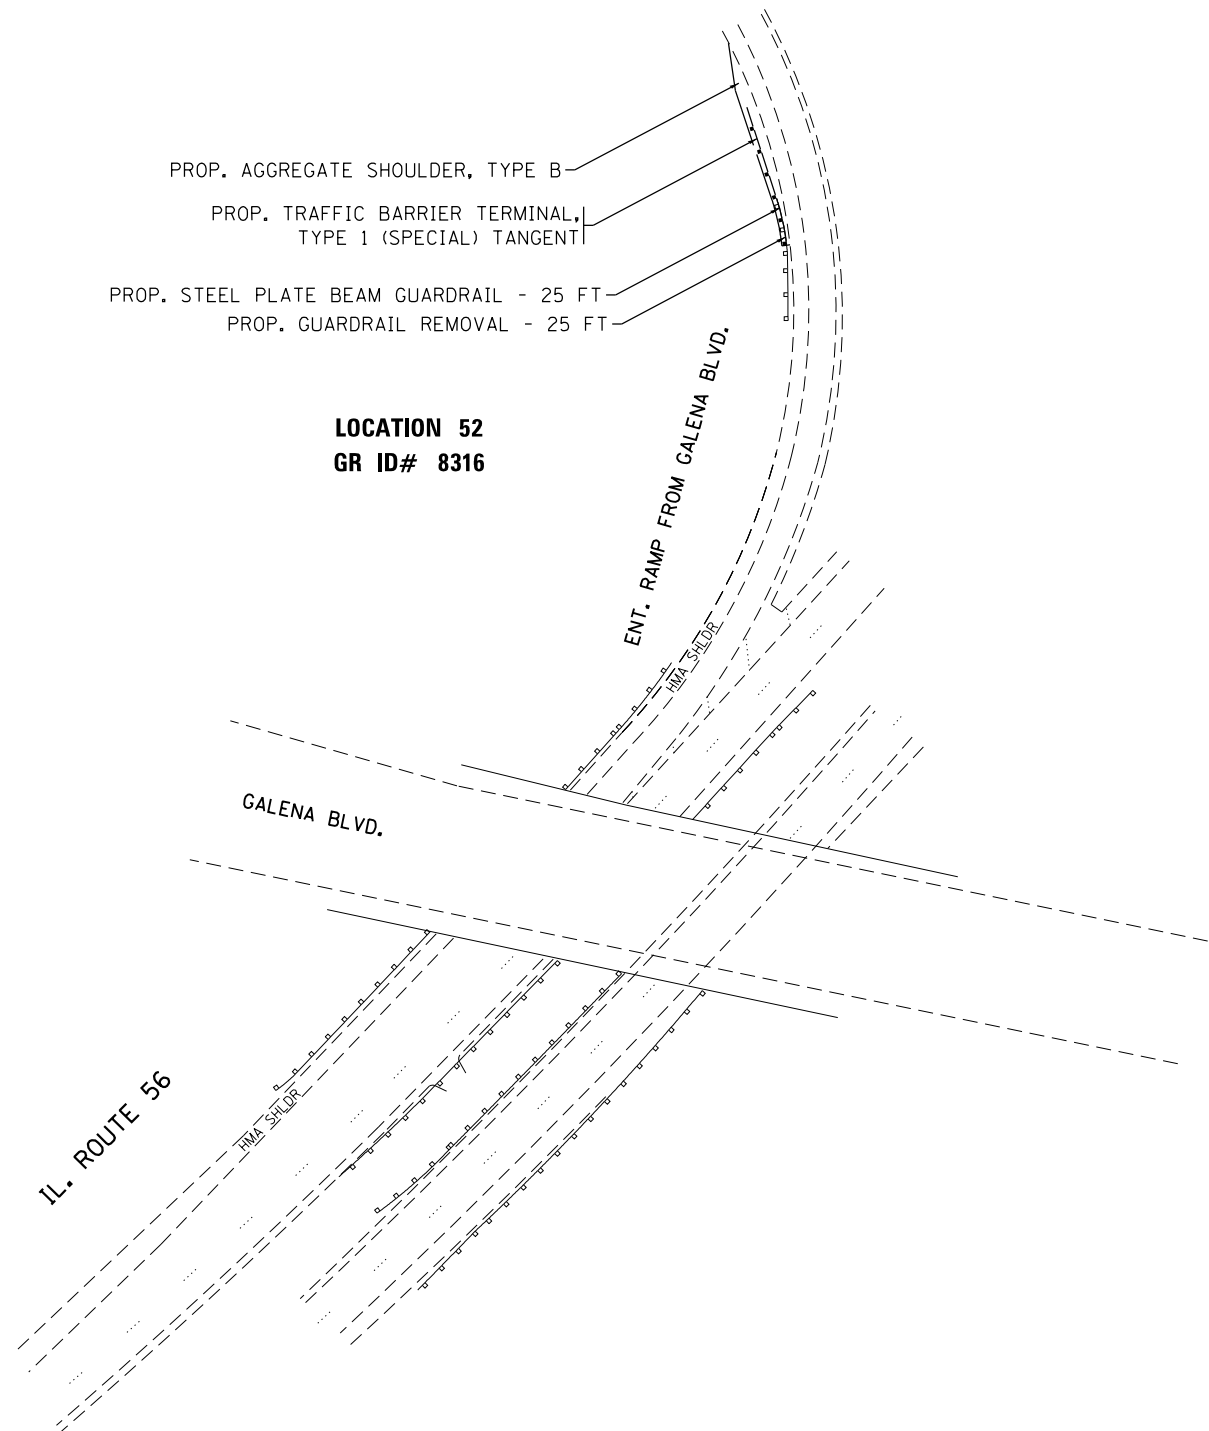 PROP. AGGREGATE SHOULDER, TYPE B
PROP. TRAFFIC BARRIER TERMINAL,
TYPE 1 (SPECIAL) TANGENT
PROP. STEEL PLATE BEAM GUARDRAIL - 25 FT
PROP. GUARDRAIL REMOVAL - 25 FT
LOCATION 52
GR ID# 8316
ENT. RAMP FROM GALENA BLVD.
HMA SHLDR
GALENA BLVD.
HMA SHLDR
IL. ROUTE 56